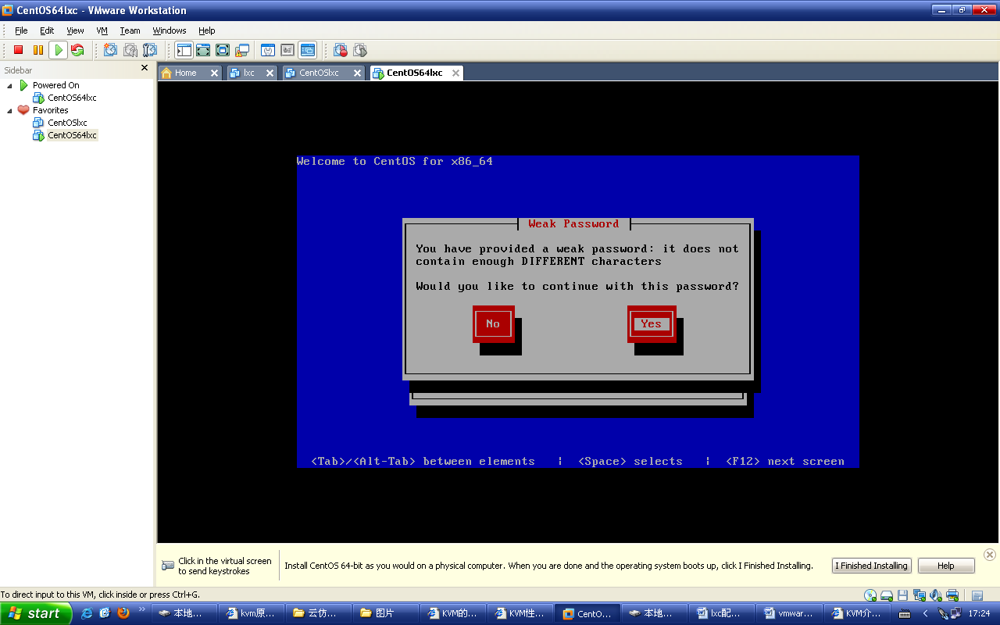 CentOS64lxc - VMware Workstation
File Edit View VM Team Windows Help
Sidebar
Home lxc CentOSlxc CentOS64lxc
Powered On
CentOS64lxc
Favorites
CentOSlxc
CentOS64lxc
Welcome to CentOS for x86_64
Weak Password
You have provided a weak password: it does not
contain enough DIFFERENT characters
Would you like to continue with this password?
No Yes
<Tab>/<Alt-Tab> between elements | <Space> selects | <F12> next screen
Click in the virtual screen
to send keystrokes
Install CentOS 64-bit as you would on a physical computer. When you are done and the operating system boots up, click I Finished Installing.
I Finished Installing Help
To direct input to this VM, click inside or press Ctrl+G.
start 本地... kvm原... 云仿... 图片 KVM的... KVM性... CentO... 本地... lxc配... vmwar... KVM介... 17:24